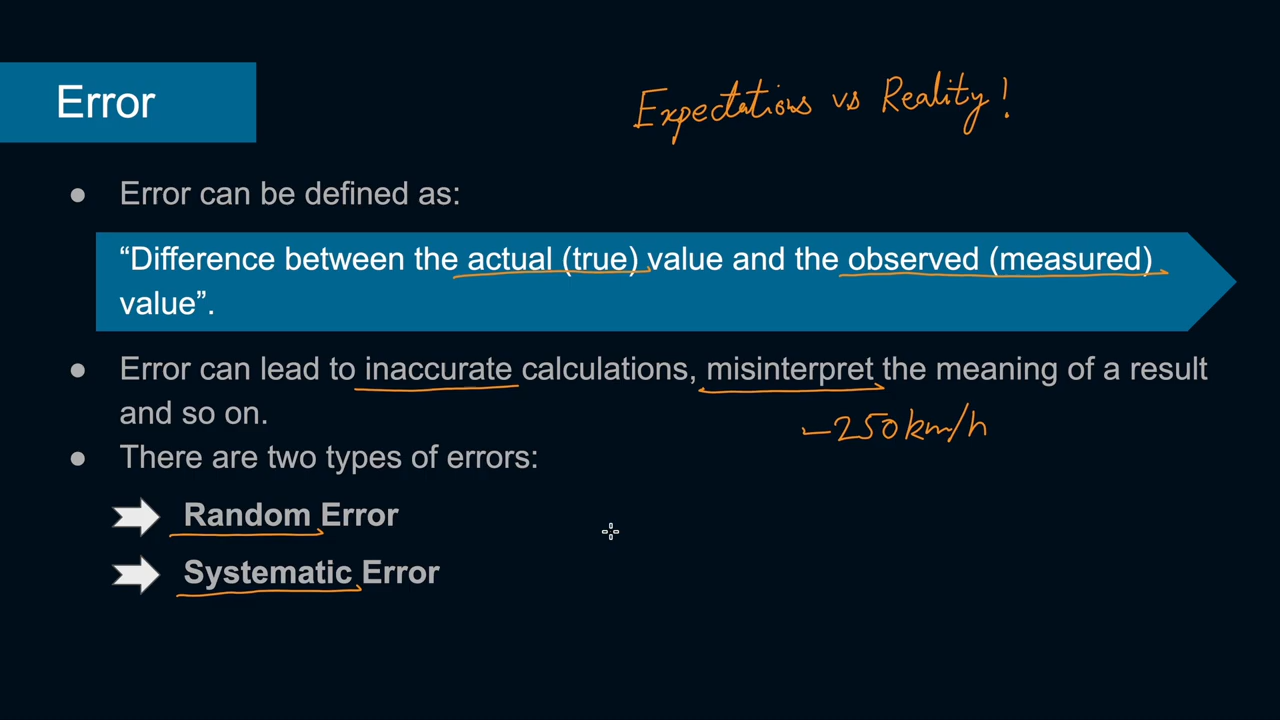 Error
Expectations vs Reality!
● Error can be defined as:
“Difference between the actual (true) value and the observed (measured)
value”.
● Error can lead to inaccurate calculations, misinterpret the meaning of a result
and so on.
-250km/h
● There are two types of errors:
Random Error
Systematic Error